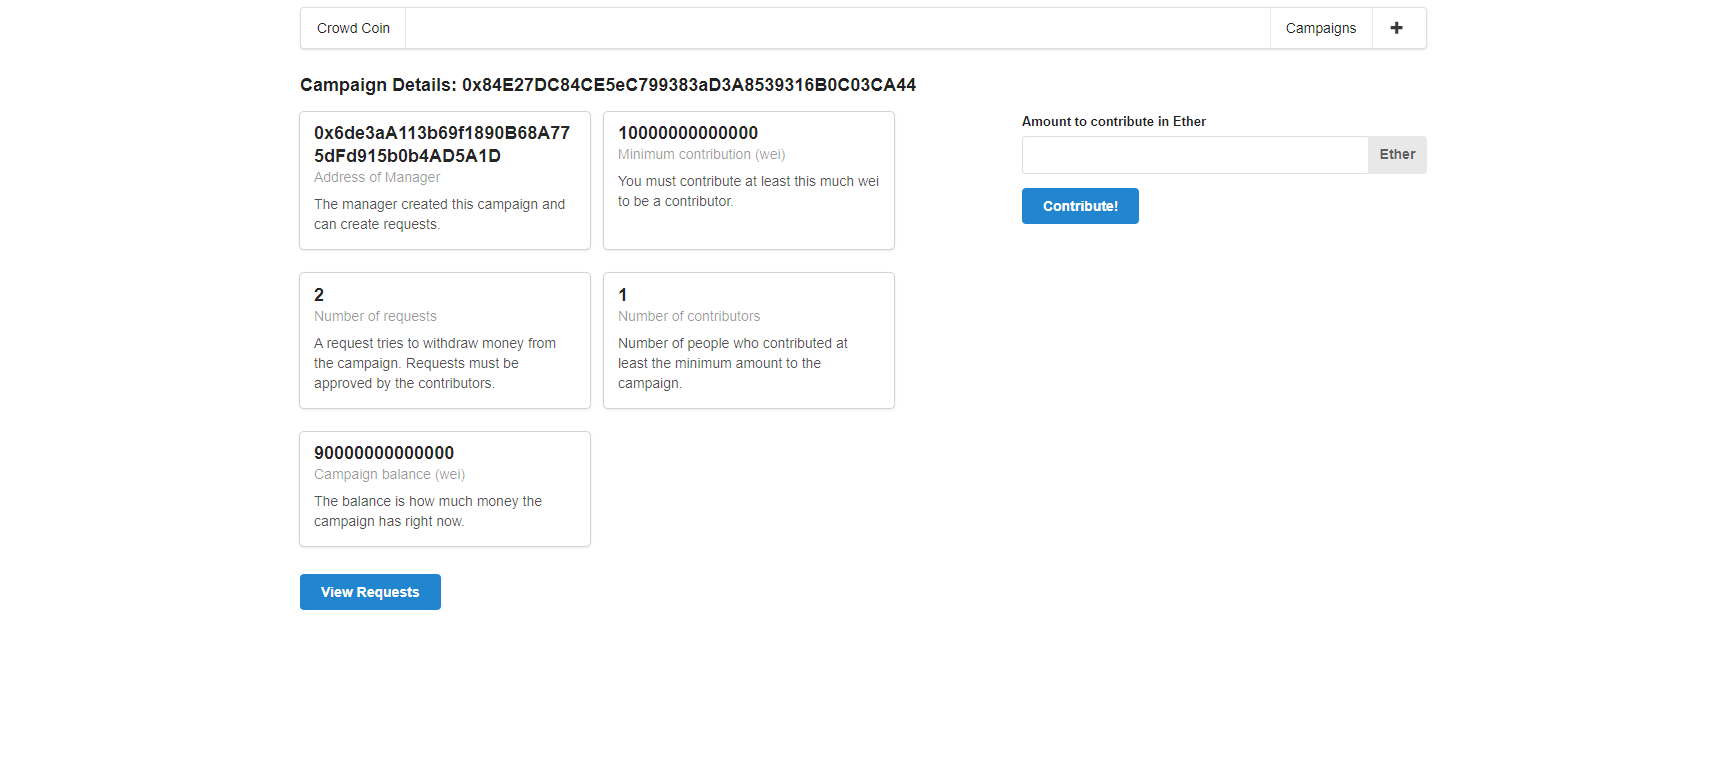 Crowd Coin
Campaigns
Campaign Details: 0x84E27DC84CE5eC799383aD3A8539316B0C03CA44
0x6de3aA113b69f1890B68A77
5dFd915b0b4AD5A1D
Address of Manager
The manager created this campaign and
can create requests.
10000000000000
Minimum contribution (wei)
You must contribute at least this much wei
to be a contributor.
2
Number of requests
A request tries to withdraw money from
the campaign. Requests must be
approved by the contributors.
1
Number of contributors
Number of people who contributed at
least the minimum amount to the
campaign.
90000000000000
Campaign balance (wei)
The balance is how much money the
campaign has right now.
View Requests
Amount to contribute in Ether
Ether
Contribute!